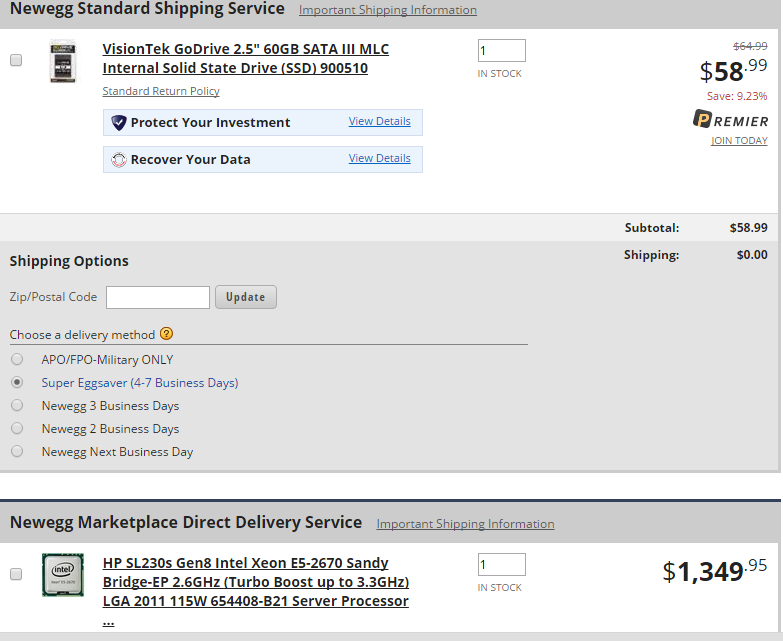 Newegg Standard Shipping Service Important Shipping Information
VisionTek GoDrive 2.5" 60GB SATA III MLC
Internal Solid State Drive (SSD) 900510
Standard Return Policy
1
IN STOCK
$64.99
$58.99
Save: 9.23%
PREMIER
JOIN TODAY
Protect Your Investment View Details
Recover Your Data View Details
Subtotal: $58.99
Shipping: $0.00
Shipping Options
Zip/Postal Code Update
Choose a delivery method ?
APO/FPO-Military ONLY
Super Eggsaver (4-7 Business Days)
Newegg 3 Business Days
Newegg 2 Business Days
Newegg Next Business Day
Newegg Marketplace Direct Delivery Service Important Shipping Information
intel
HP SL230s Gen8 Intel Xeon E5-2670 Sandy
Bridge-EP 2.6GHz (Turbo Boost up to 3.3GHz)
LGA 2011 115W 654408-B21 Server Processor
...
1
IN STOCK
$1,349.95